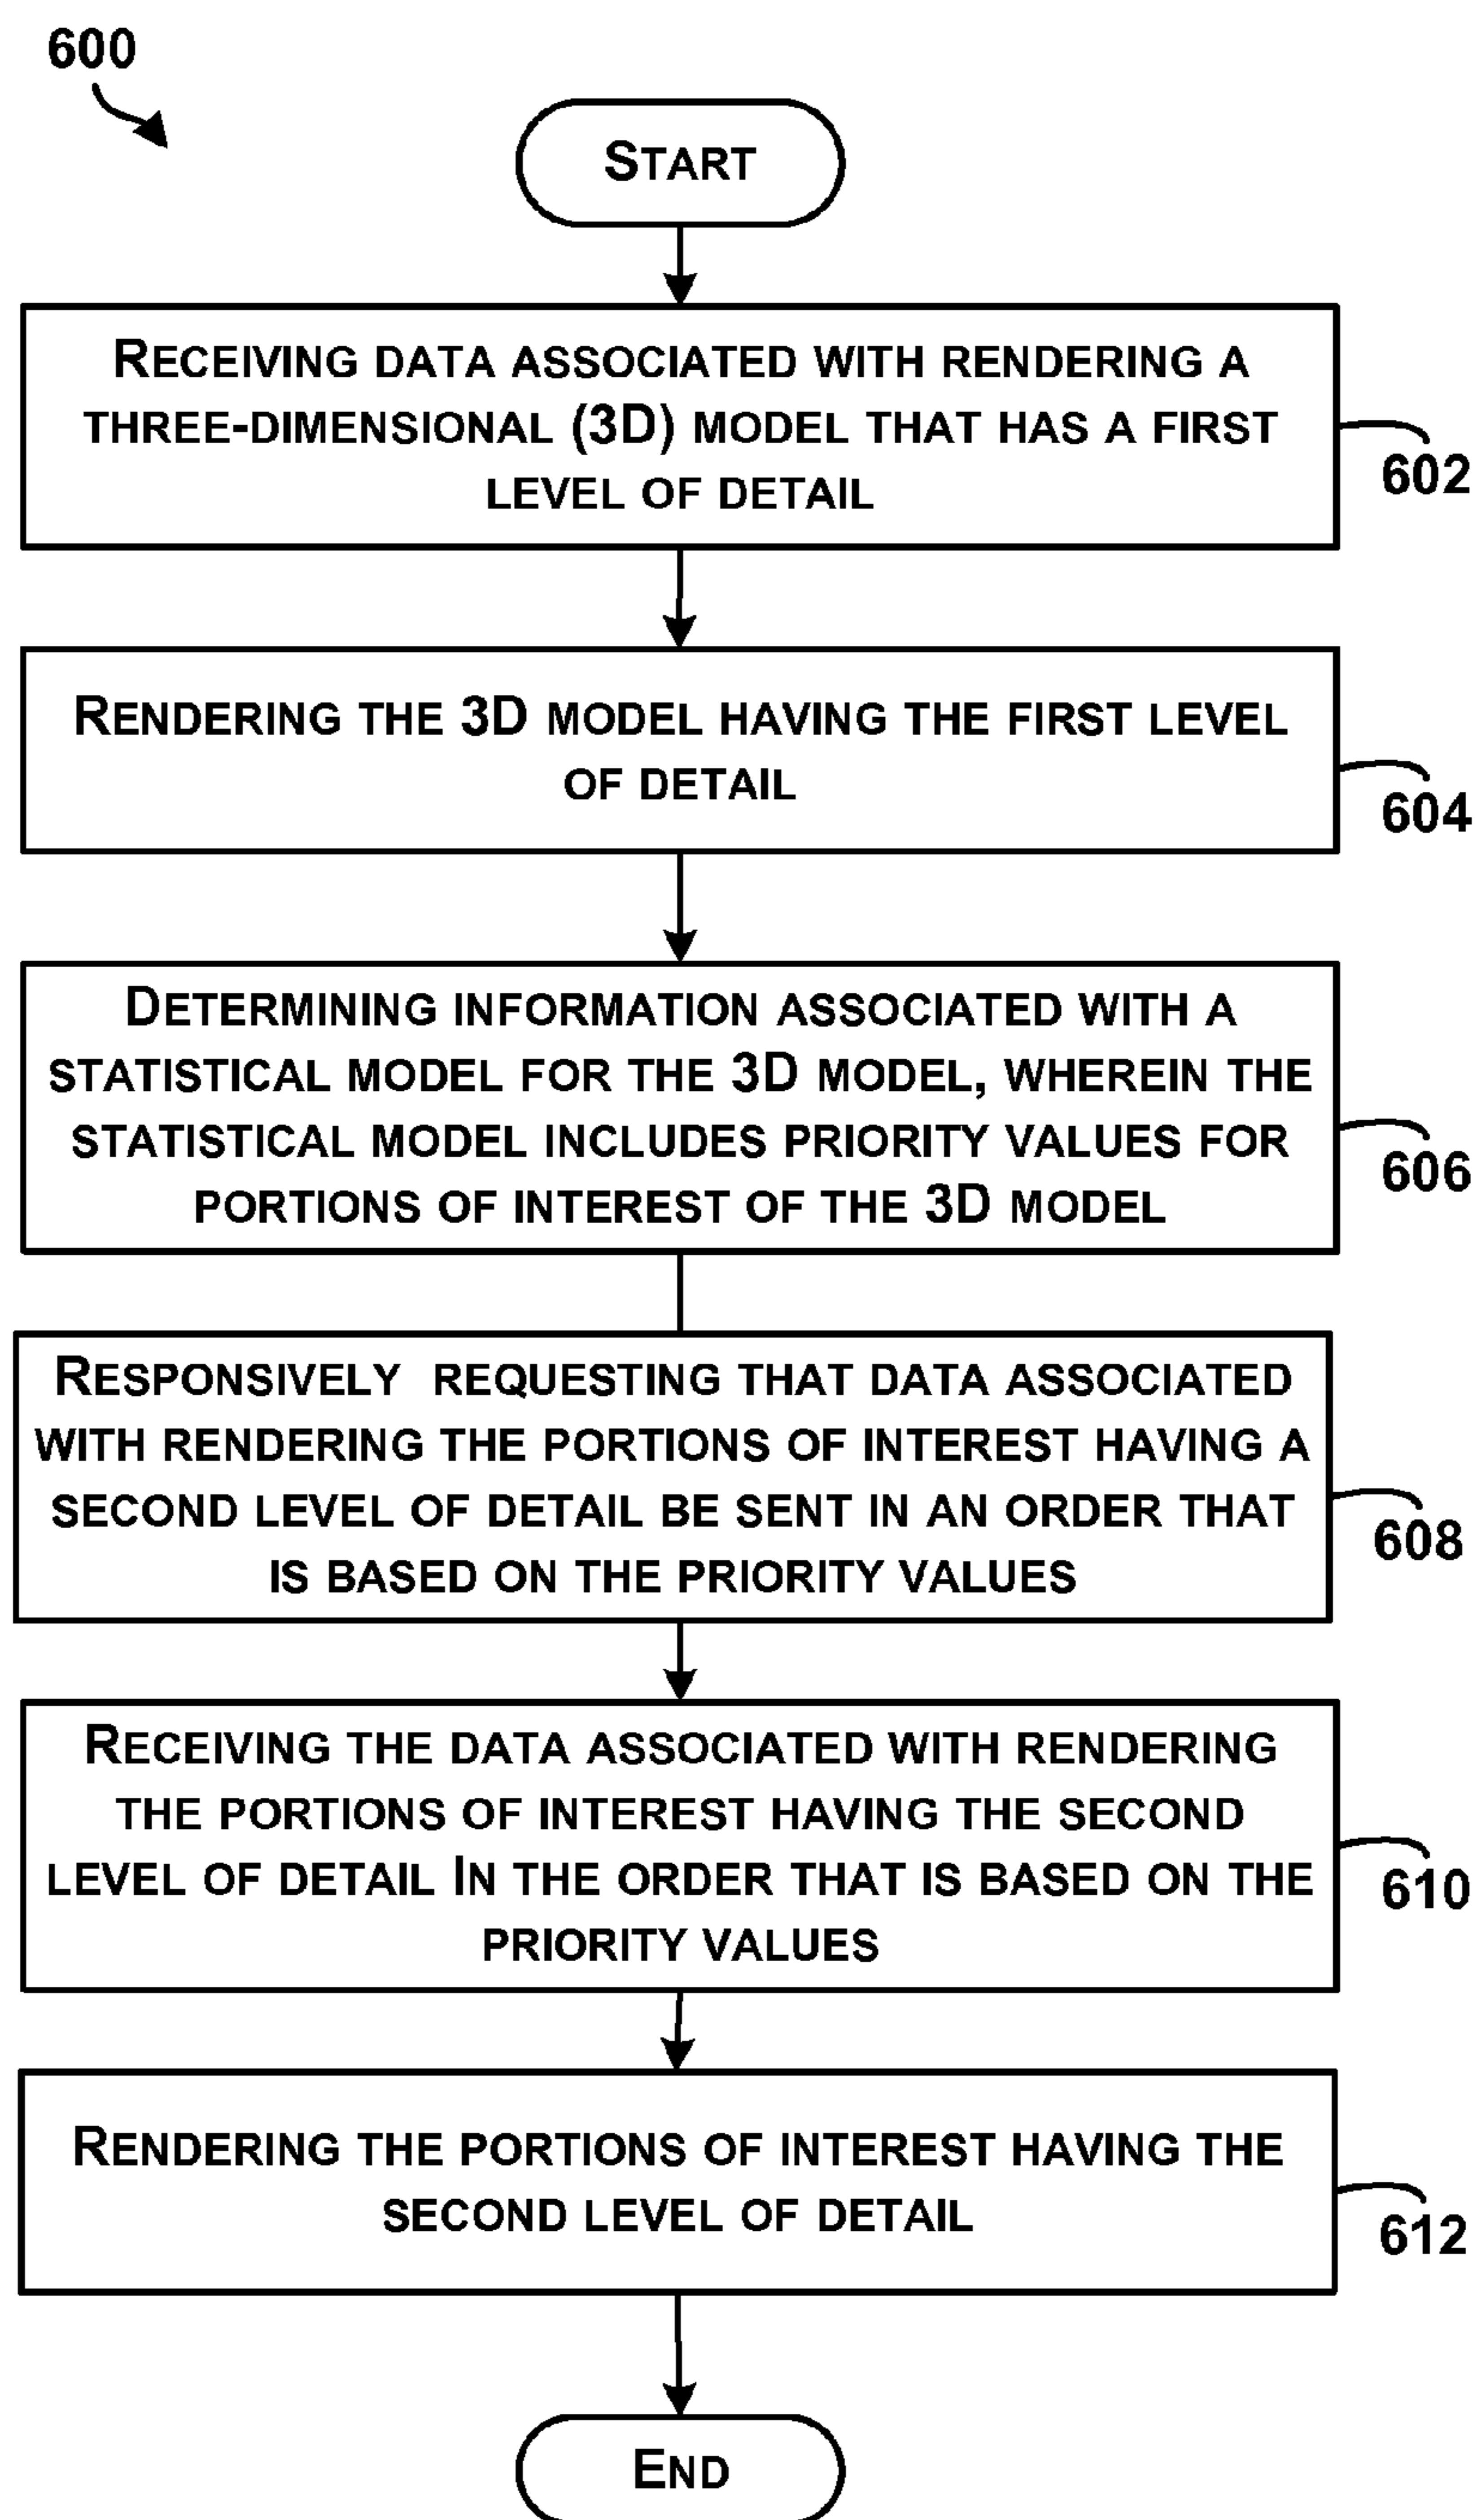 600
START
RECEIVING DATA ASSOCIATED WITH RENDERING A
THREE-DIMENSIONAL (3D) MODEL THAT HAS A FIRST
LEVEL OF DETAIL
602
RENDERING THE 3D MODEL HAVING THE FIRST LEVEL
OF DETAIL
604
DETERMINING INFORMATION ASSOCIATED WITH A
STATISTICAL MODEL FOR THE 3D MODEL, WHEREIN THE
STATISTICAL MODEL INCLUDES PRIORITY VALUES FOR
PORTIONS OF INTEREST OF THE 3D MODEL
606
RESPONSIVELY REQUESTING THAT DATA ASSOCIATED
WITH RENDERING THE PORTIONS OF INTEREST HAVING A
SECOND LEVEL OF DETAIL BE SENT IN AN ORDER THAT
IS BASED ON THE PRIORITY VALUES
608
RECEIVING THE DATA ASSOCIATED WITH RENDERING
THE PORTIONS OF INTEREST HAVING THE SECOND
LEVEL OF DETAIL IN THE ORDER THAT IS BASED ON THE
PRIORITY VALUES
610
RENDERING THE PORTIONS OF INTEREST HAVING THE
SECOND LEVEL OF DETAIL
612
END